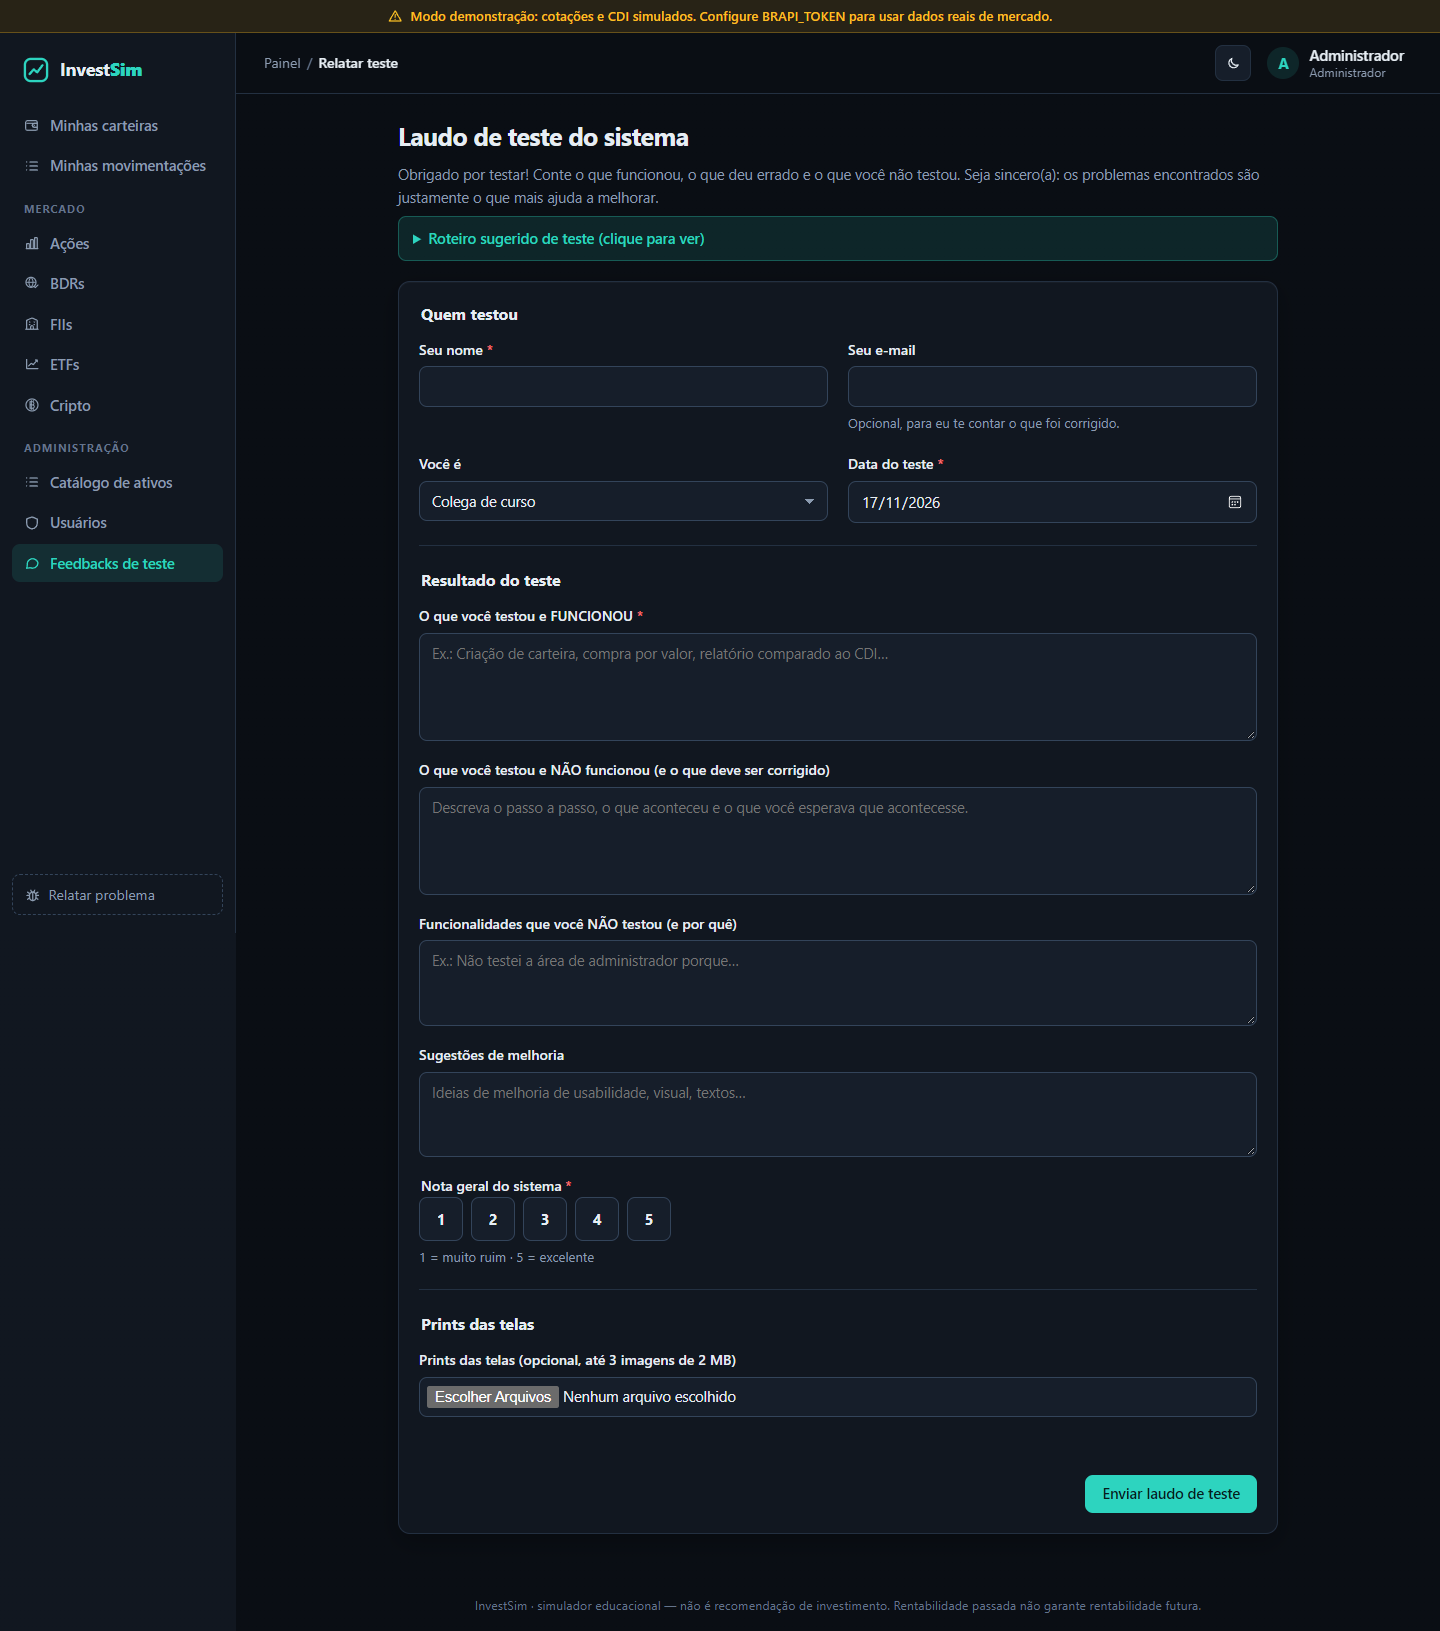 Modo demonstração: cotações e CDI simulados. Configure BRAPI_TOKEN para usar dados reais de mercado.
InvestSim
Minhas carteiras
Minhas movimentações
MERCADO
Ações
BDRs
FIIs
ETFs
Cripto
ADMINISTRAÇÃO
Catálogo de ativos
Usuários
Feedbacks de teste
Relatar problema
Painel / Relatar teste
A
Administrador
Administrador
Laudo de teste do sistema
Obrigado por testar! Conte o que funcionou, o que deu errado e o que você não testou. Seja sincero(a): os problemas encontrados são
justamente o que mais ajuda a melhorar.
Roteiro sugerido de teste (clique para ver)
Quem testou
Seu nome *
Seu e-mail
Opcional, para eu te contar o que foi corrigido.
Você é
Colega de curso
Data do teste *
17/11/2026
Resultado do teste
O que você testou e FUNCIONOU *
Ex.: Criação de carteira, compra por valor, relatório comparado ao CDI...
O que você testou e NÃO funcionou (e o que deve ser corrigido)
Descreva o passo a passo, o que aconteceu e o que você esperava que acontecesse.
Funcionalidades que você NÃO testou (e por quê)
Ex.: Não testei a área de administrador porque...
Sugestões de melhoria
Ideias de melhoria de usabilidade, visual, textos...
Nota geral do sistema *
1 2 3 4 5
1 = muito ruim · 5 = excelente
Prints das telas
Prints das telas (opcional, até 3 imagens de 2 MB)
Escolher Arquivos Nenhum arquivo escolhido
Enviar laudo de teste
InvestSim · simulador educacional — não é recomendação de investimento. Rentabilidade passada não garante rentabilidade futura.